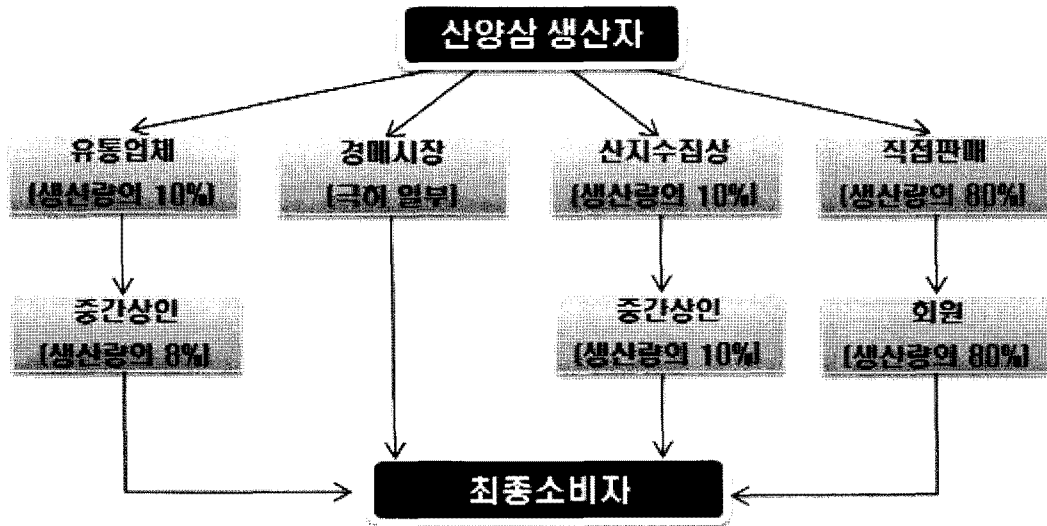 산양삼 생산자
유통업체
(생산량의 10%)
경매시장
(극허 일부)
산지수집상
(생산량의 10%)
직접판매
(생산량의 80%)
중간상인
(생산량의 8%)
중간상인
(생산량의 10%)
회원
(생산량의 80%)
최종소비자